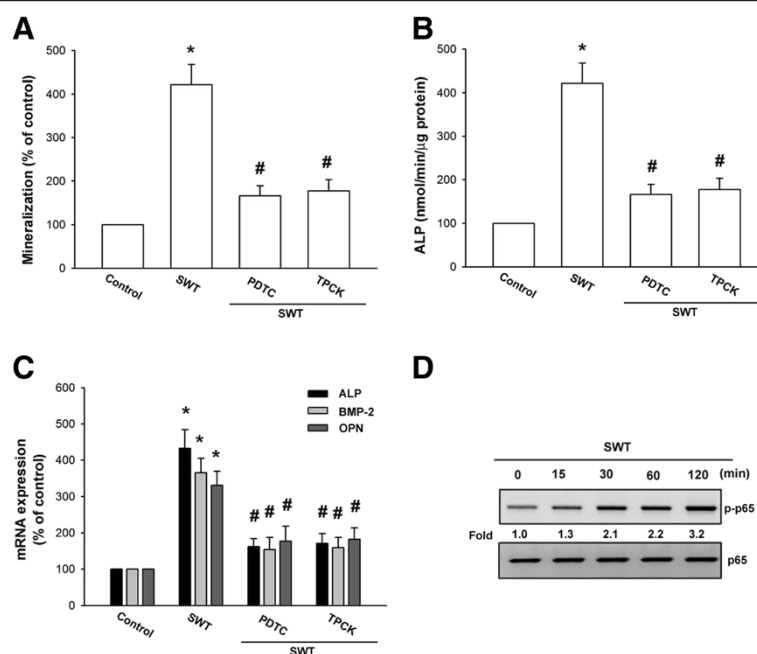 A
Mineralization (% of control)
500
400
300
200
100
0
*
#
#
Control
SWT
PDTC
TPCK
SWT
B
ALP (nmol/min/µg protein)
500
400
300
200
100
0
*
#
#
Control
SWT
PDTC
TPCK
SWT
C
mRNA expression
(% of control)
600
500
400
300
200
100
0
ALP
BMP-2
OPN
* * *
# # #
# # #
Control
SWT
PDTC
TPCK
SWT
D
SWT
0 15 30 60 120 (min)
p-p65
Fold 1.0 1.3 2.1 2.2 3.2
p65